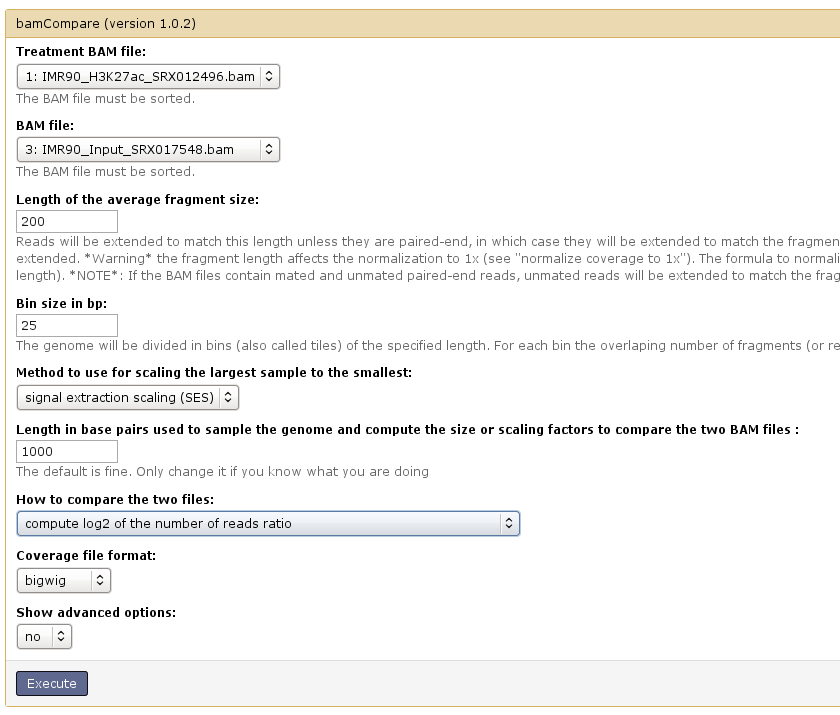 bamCompare (version 1.0.2)
Treatment BAM file:
1: IMR90_H3K27ac_SRX012496.bam
The BAM file must be sorted.
BAM file:
3: IMR90_Input_SRX017548.bam
The BAM file must be sorted.
Length of the average fragment size:
200
Reads will be extended to match this length unless they are paired-end, in which case they will be extended to match the fragmen
extended. *Warning* the fragment length affects the normalization to 1x (see "normalize coverage to 1x"). The formula to normali
length). *NOTE*: If the BAM files contain mated and unmated paired-end reads, unmated reads will be extended to match the frag
Bin size in bp:
25
The genome will be divided in bins (also called tiles) of the specified length. For each bin the overlaping number of fragments (or re
Method to use for scaling the largest sample to the smallest:
signal extraction scaling (SES)
Length in base pairs used to sample the genome and compute the size or scaling factors to compare the two BAM files :
1000
The default is fine. Only change it if you know what you are doing
How to compare the two files:
compute log2 of the number of reads ratio
Coverage file format:
bigwig
Show advanced options:
no
Execute